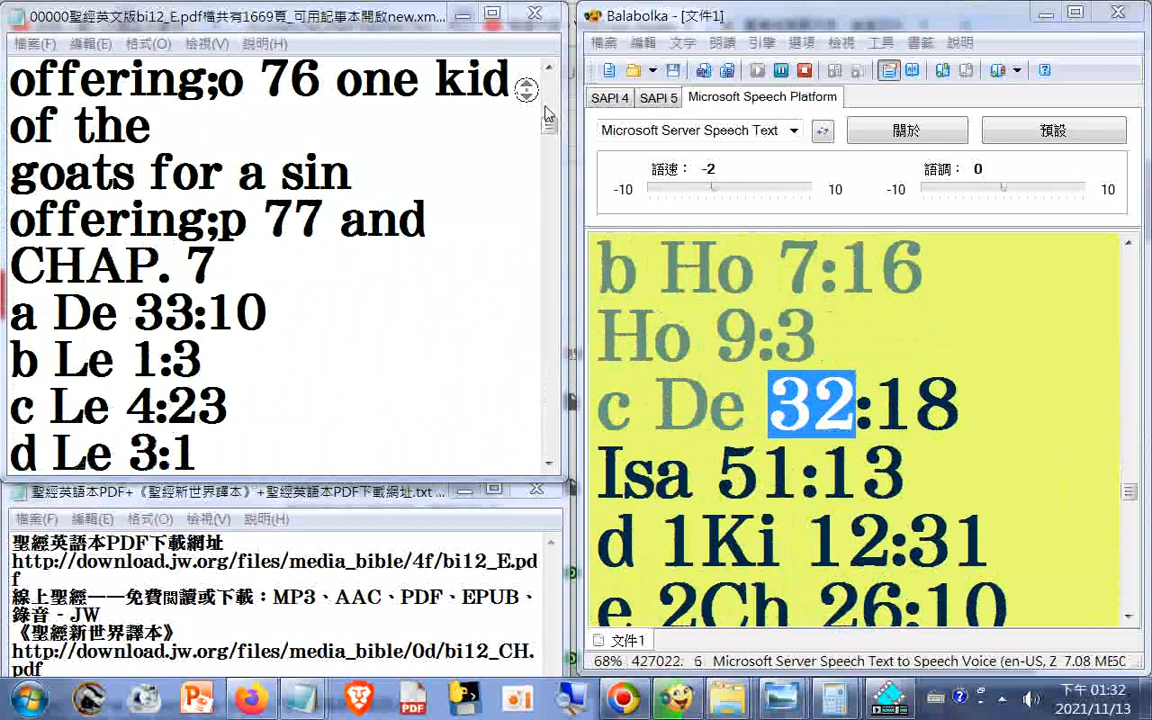 00000聖經英文版bi12_E.pdf檔共有1669頁_可用記事本開啟new.xm...
檔案(F) 編輯(E) 格式(O) 檢視(V) 說明(H)
offering;o 76 one kid
of the
goats for a sin
offering;p 77 and
CHAP. 7
a De 33:10
b Le 1:3
c Le 4:23
d Le 3:1
聖經英語本PDF+《聖經新世界譯本》+聖經英語本PDF下載網址.txt ...
檔案(F) 編輯(E) 格式(O) 檢視(V) 說明(H)
聖經英語本PDF下載網址
http://download.jw.org/files/media_bible/4f/bi12_E.pd
f
線上聖經——免費閱讀或下載：MP3、AAC、PDF、EPUB、
錄音 - JW
《聖經新世界譯本》
http://download.jw.org/files/media_bible/0d/bi12_CH.
pdf
Balabolka - [文件1]
檔案 編輯 文字 朗讀 引擎 選項 檢視 工具 書籤 說明
SAPI 4 SAPI 5 Microsoft Speech Platform
Microsoft Server Speech Text 關於 預設
語速： -2 語調： 0
-10 10 -10 10
b Ho 7:16
Ho 9:3
c De 32:18
Isa 51:13
d 1Ki 12:31
e 2Ch 26:10
文件1
68% 427022. 6 Microsoft Server Speech Text to Speech Voice (en-US, Z 7.08 ME5C
PDF
下午 01:32
2021/11/13